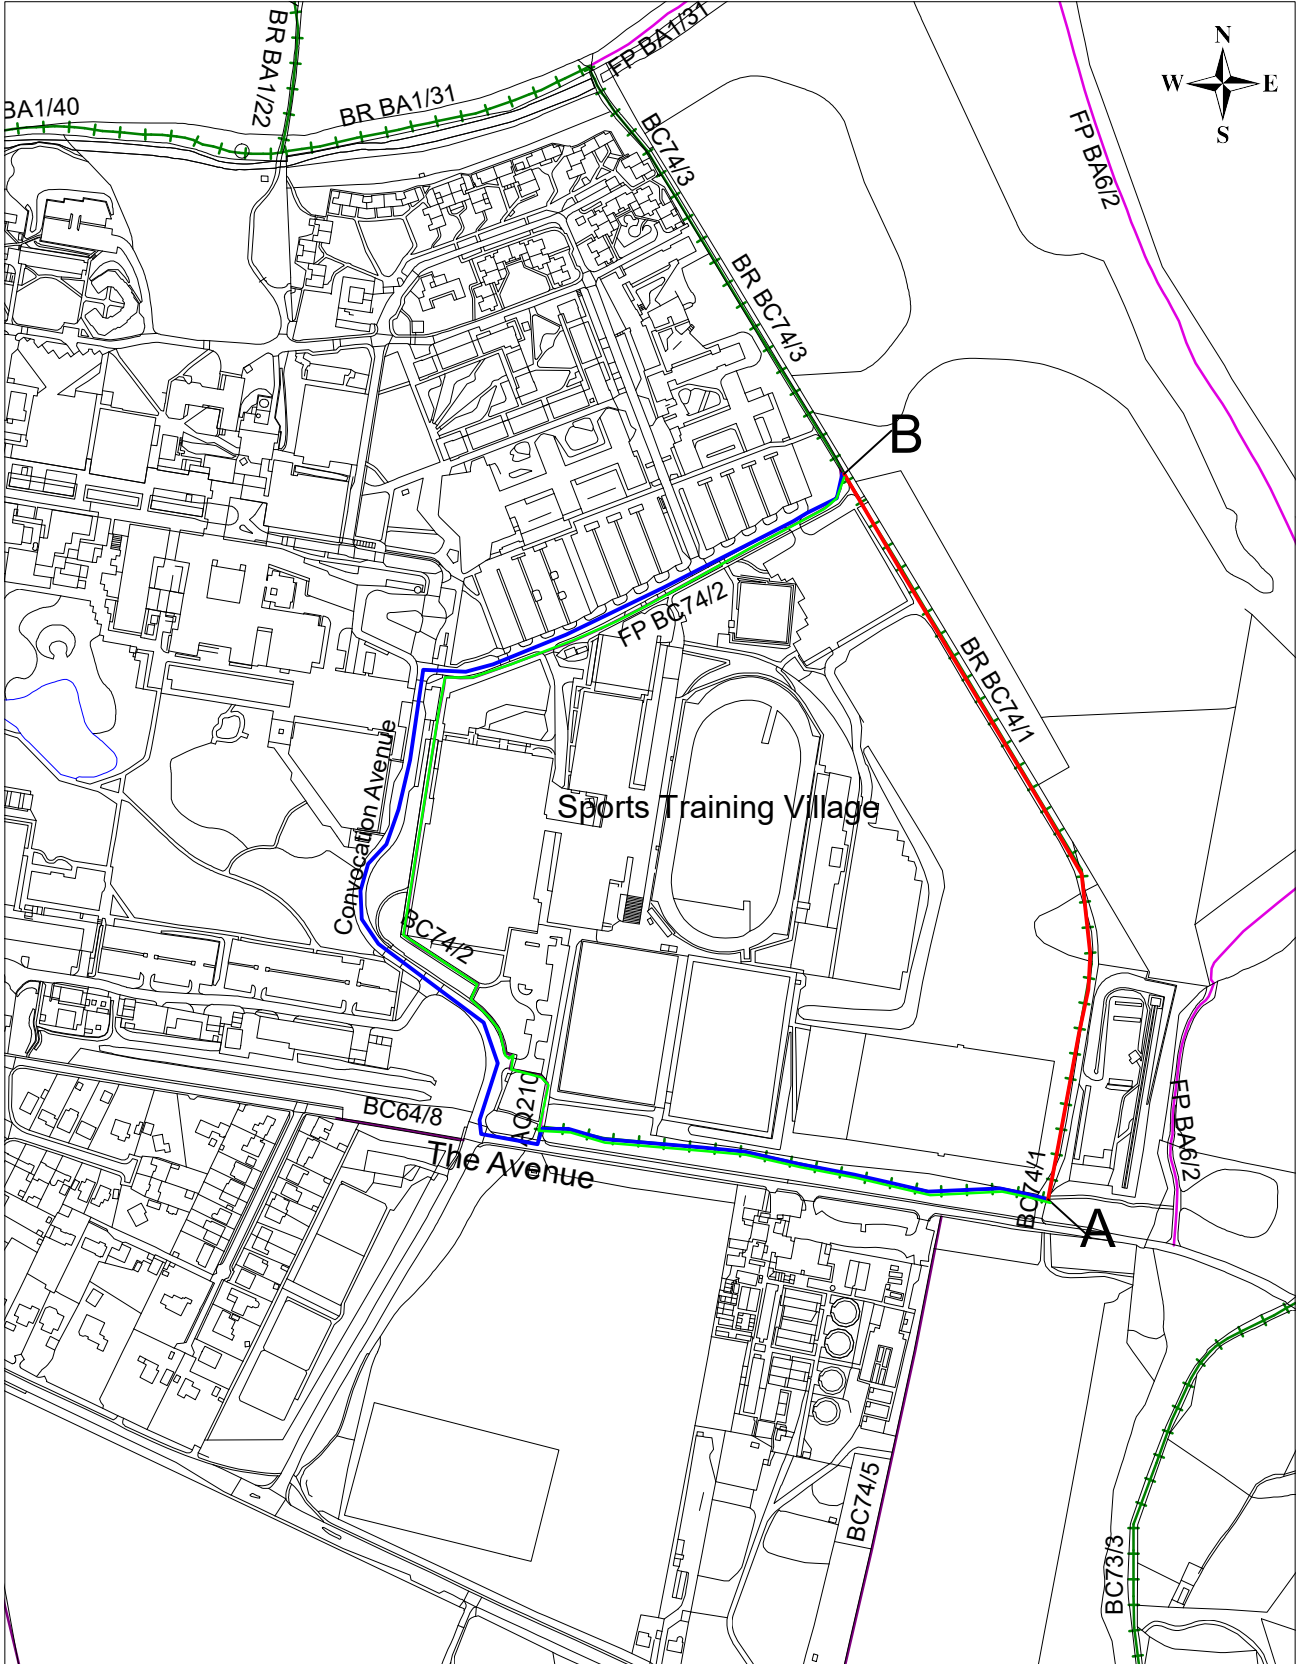 BR BA1/22
FP BA1/31
N
W E
S
BA1/40
BR BA1/31
BC74/3
FP BA6/2
BR BC74/3
B
FP BC74/2
BR BC74/1
Convocation Avenue
Sports Training Village
BC74/2
AQ210
BC64/8
The Avenue
FP BA6/2
BC74/1
A
BC74/5
BC73/3